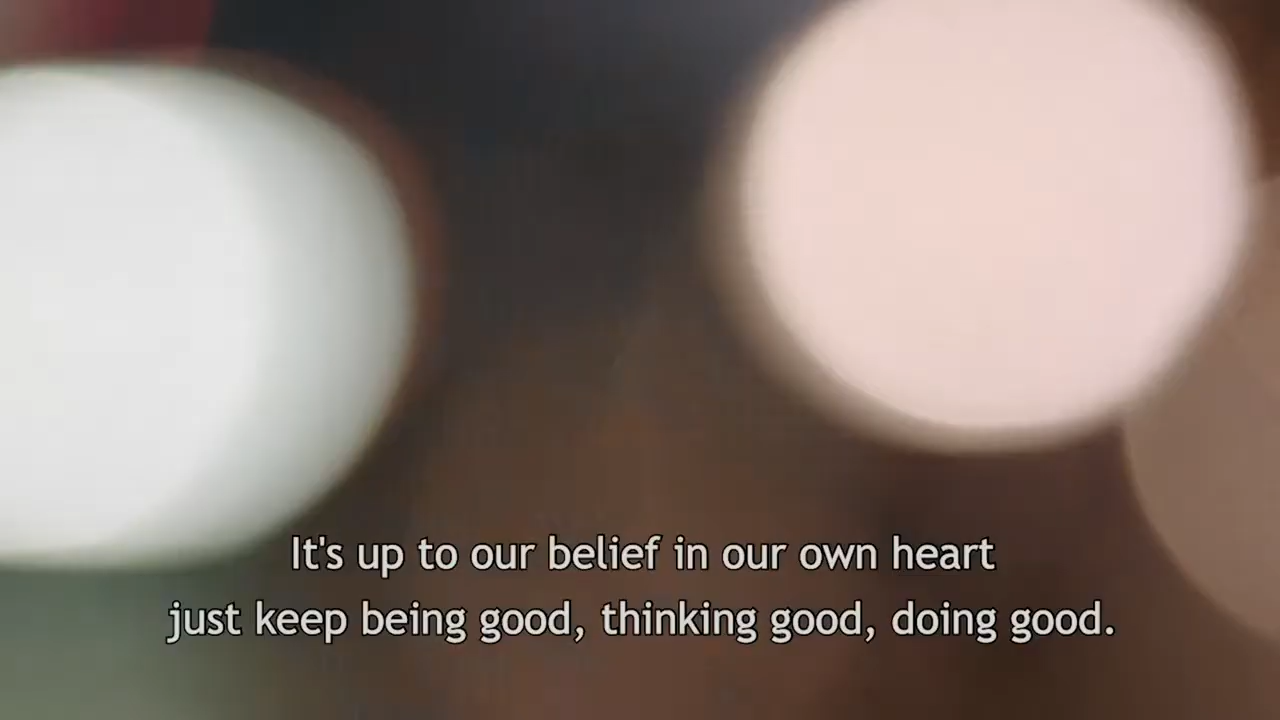 It's up to our belief in our own heart
just keep being good, thinking good, doing good.